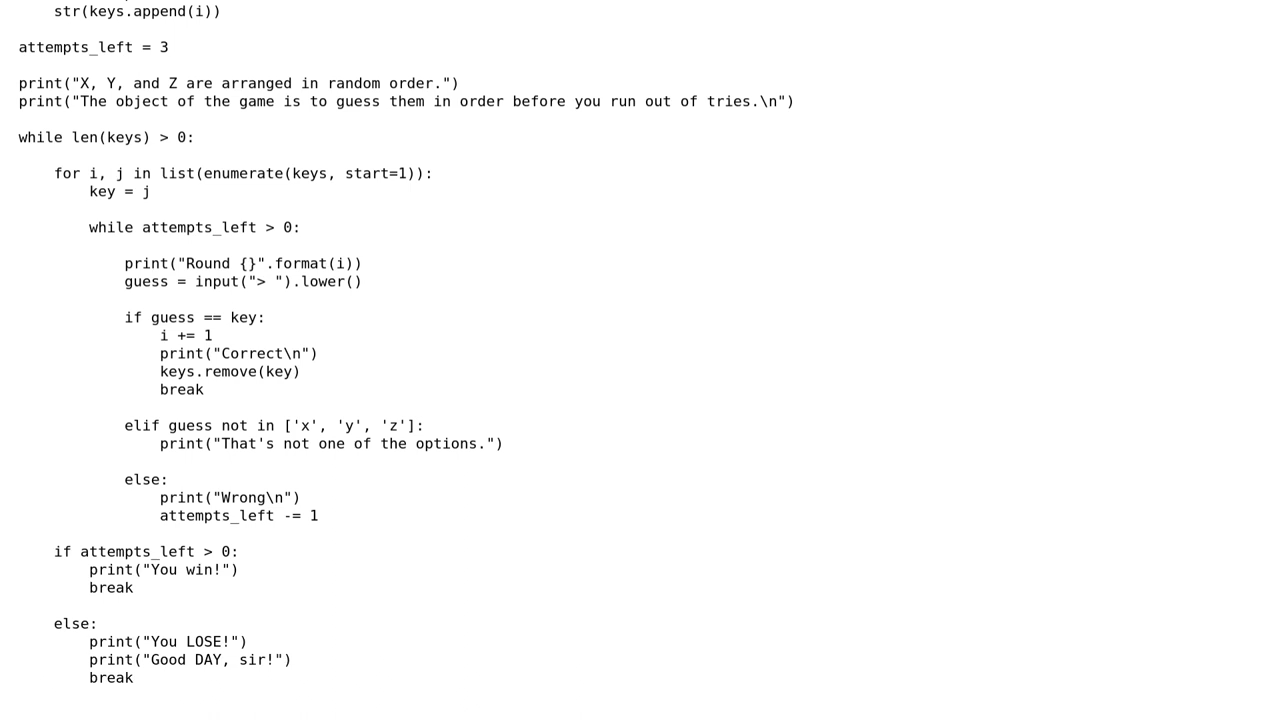 str(keys.append(i))

attempts_left = 3

print("X, Y, and Z are arranged in random order.")
print("The object of the game is to guess them in order before you run out of tries.\n")

while len(keys) > 0:

    for i, j in list(enumerate(keys, start=1)):
        key = j

        while attempts_left > 0:

            print("Round {}".format(i))
            guess = input("> ").lower()

            if guess == key:
                i += 1
                print("Correct\n")
                keys.remove(key)
                break

            elif guess not in ['x', 'y', 'z']:
                print("That's not one of the options.")

            else:
                print("Wrong\n")
                attempts_left -= 1

    if attempts_left > 0:
        print("You win!")
        break

    else:
        print("You LOSE!")
        print("Good DAY, sir!")
        break